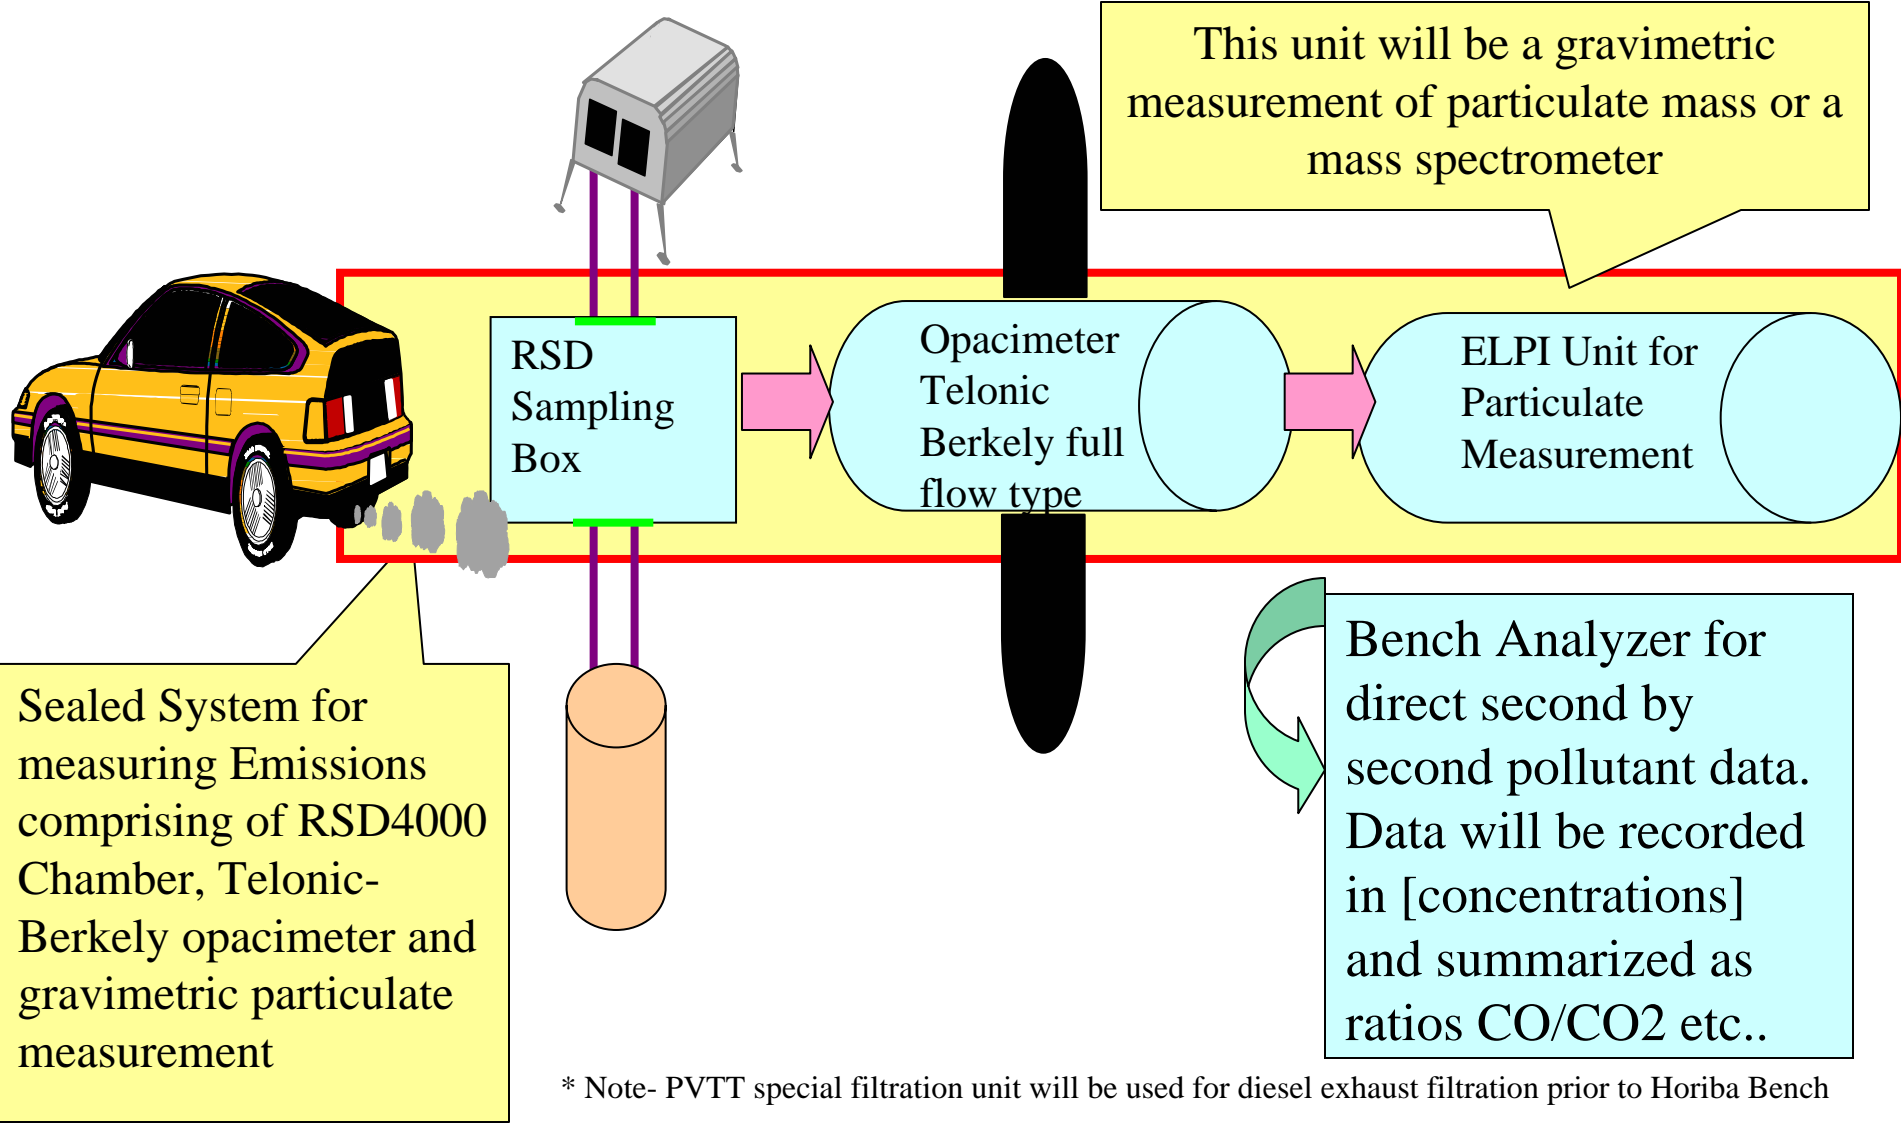 This unit will be a gravimetric
measurement of particulate mass or a
mass spectrometer
RSD
Sampling
Box
Opacimeter
Telonic
Berkely full
flow type
ELPI Unit for
Particulate
Measurement
Sealed System for
measuring Emissions
comprising of RSD4000
Chamber, Telonic-
Berkely opacimeter and
gravimetric particulate
measurement
Bench Analyzer for
direct second by
second pollutant data.
Data will be recorded
in [concentrations]
and summarized as
ratios CO/CO2 etc..
* Note- PVTT special filtration unit will be used for diesel exhaust filtration prior to Horiba Bench